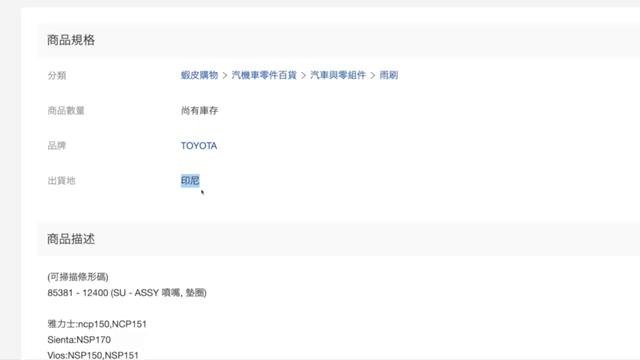 商品規格
分類 蝦皮購物 > 汽機車零件百貨 > 汽車與零組件 > 雨刷
商品數量 尚有庫存
品牌 TOYOTA
出貨地 印尼
商品描述
(可掃描條形碼)
85381 - 12400 (SU - ASSY 噴嘴, 墊圈)
雅力士:ncp150,NCP151
Sienta:NSP170
Vios:NSP150,NSP151